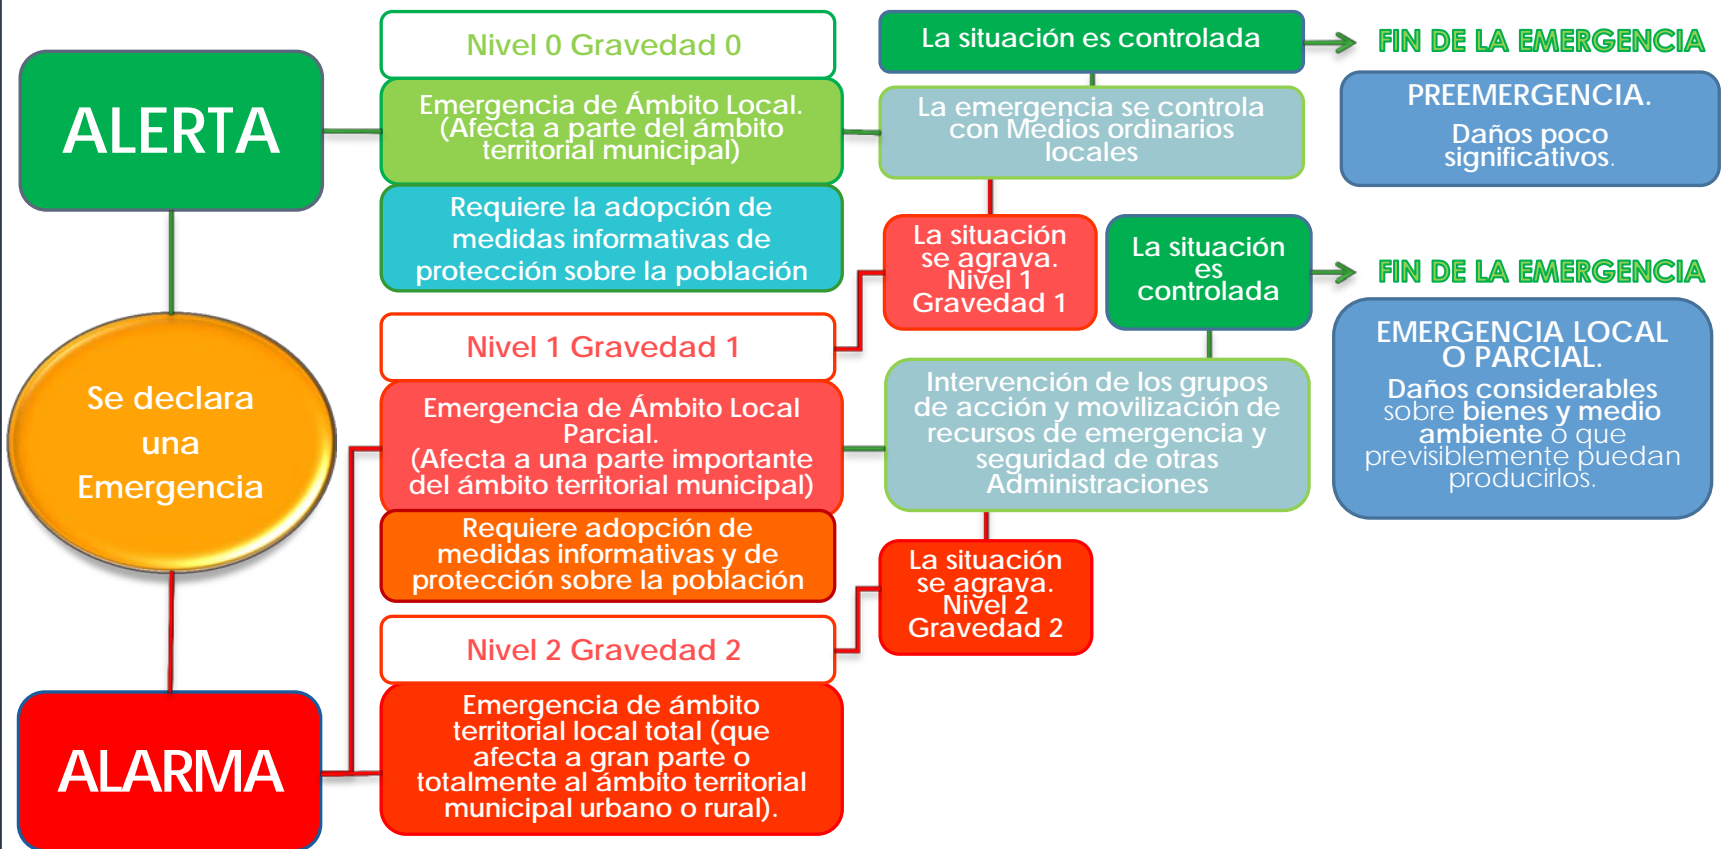 ALERTA
Se declara
una
Emergencia
ALARMA
Nivel 0 Gravedad 0
Emergencia de Ámbito Local.
(Afecta a parte del ámbito
territorial municipal)
Requiere la adopción de
medidas informativas de
protección sobre la población
Nivel 1 Gravedad 1
Emergencia de Ámbito Local
Parcial.
(Afecta a una parte importante
del ámbito territorial municipal)
Requiere adopción de
medidas informativas y de
protección sobre la población
Nivel 2 Gravedad 2
Emergencia de ámbito
territorial local total (que
afecta a gran parte o
totalmente al ámbito territorial
municipal urbano o rural).
La situación es controlada
La emergencia se controla
con Medios ordinarios
locales
La situación
se agrava.
Nivel 1
Gravedad 1
La situación
es
controlada
Intervención de los grupos
de acción y movilización de
recursos de emergencia y
seguridad de otras
Administraciones
La situación
se agrava.
Nivel 2
Gravedad 2
FIN DE LA EMERGENCIA
PREEMERGENCIA.
Daños poco
significativos.
FIN DE LA EMERGENCIA
EMERGENCIA LOCAL
O PARCIAL.
Daños considerables
sobre bienes y medio
ambiente o que
previsiblemente puedan
producirlos.